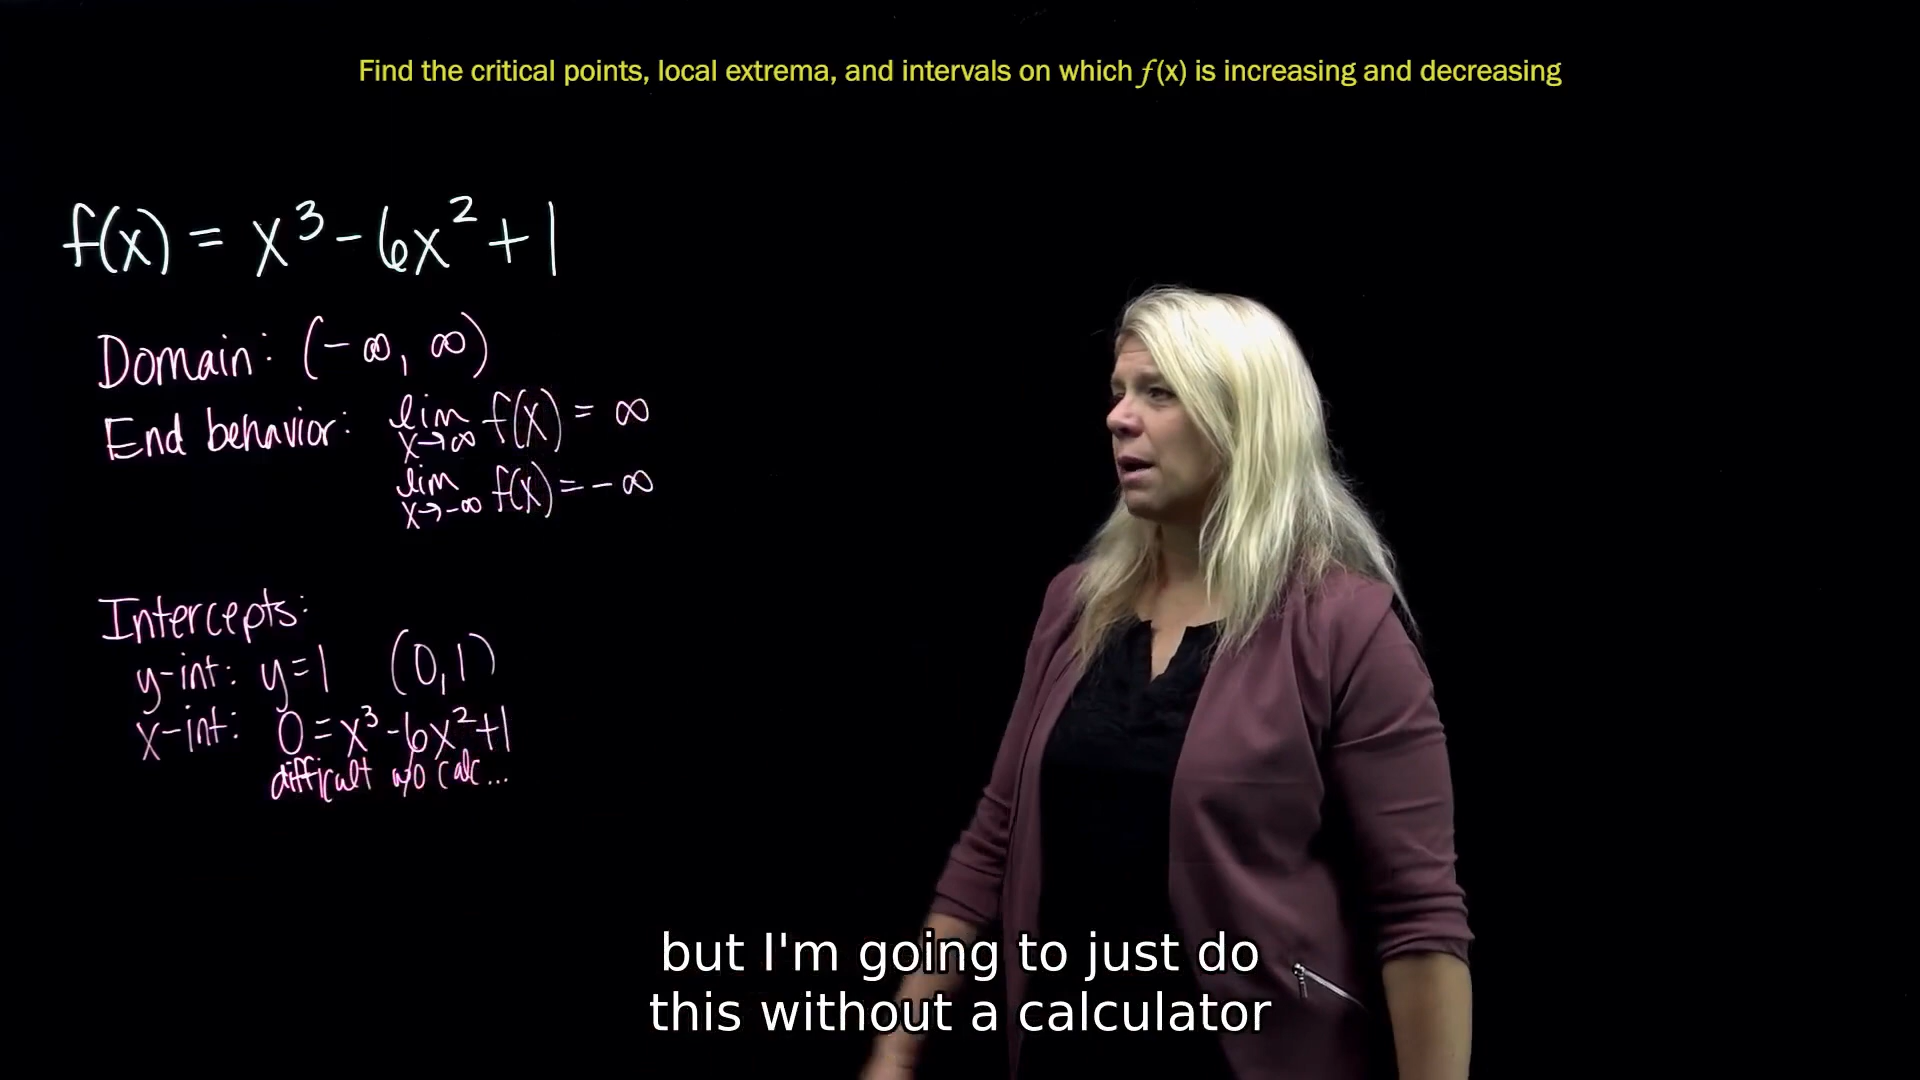 Find the critical points, local extrema, and intervals on which f(x) is increasing and decreasing
f(x) = x³ - 6x² + 1
Domain: (-∞, ∞)
End behavior: lim x→∞ f(x) = ∞
lim x→-∞ f(x) = -∞
Intercepts:
y-int: y=1 (0,1)
x-int: 0 = x³ - 6x² + 1
difficult w/o calc...
but I'm going to just do
this without a calculator